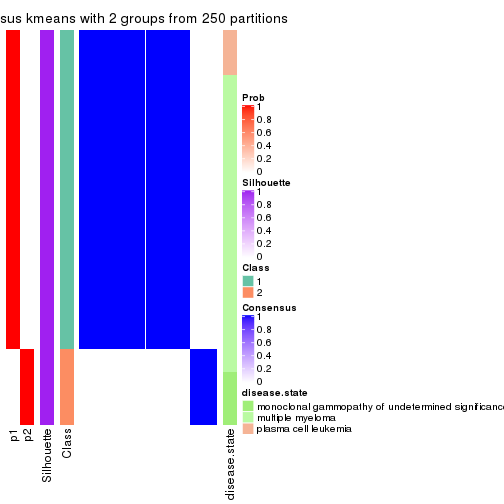 sus kmeans with 2 groups from 250 partitions
Prob
1
0.8
0.6
0.4
0.2
0
Silhouette
1
0.8
0.6
0.4
0.2
0
Class
1
2
Consensus
1
0.8
0.6
0.4
0.2
0
disease.state
monoclonal gammopathy of undetermined significance
multiple myeloma
plasma cell leukemia
p1
p2
Silhouette
Class
disease.state